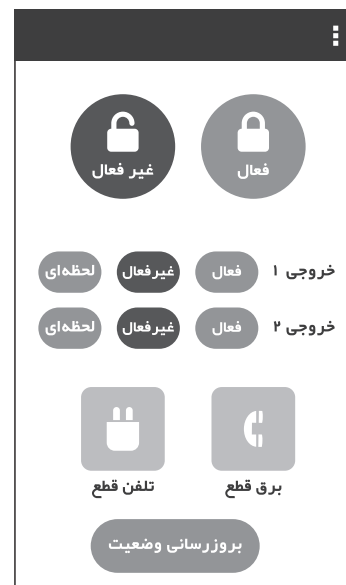 فعال غیر فعال
خروجی ۱ فعال غیرفعال لحظه‌ای
خروجی ۲ فعال غیرفعال لحظه‌ای
برق قطع تلفن قطع
بروزرسانی وضعیت